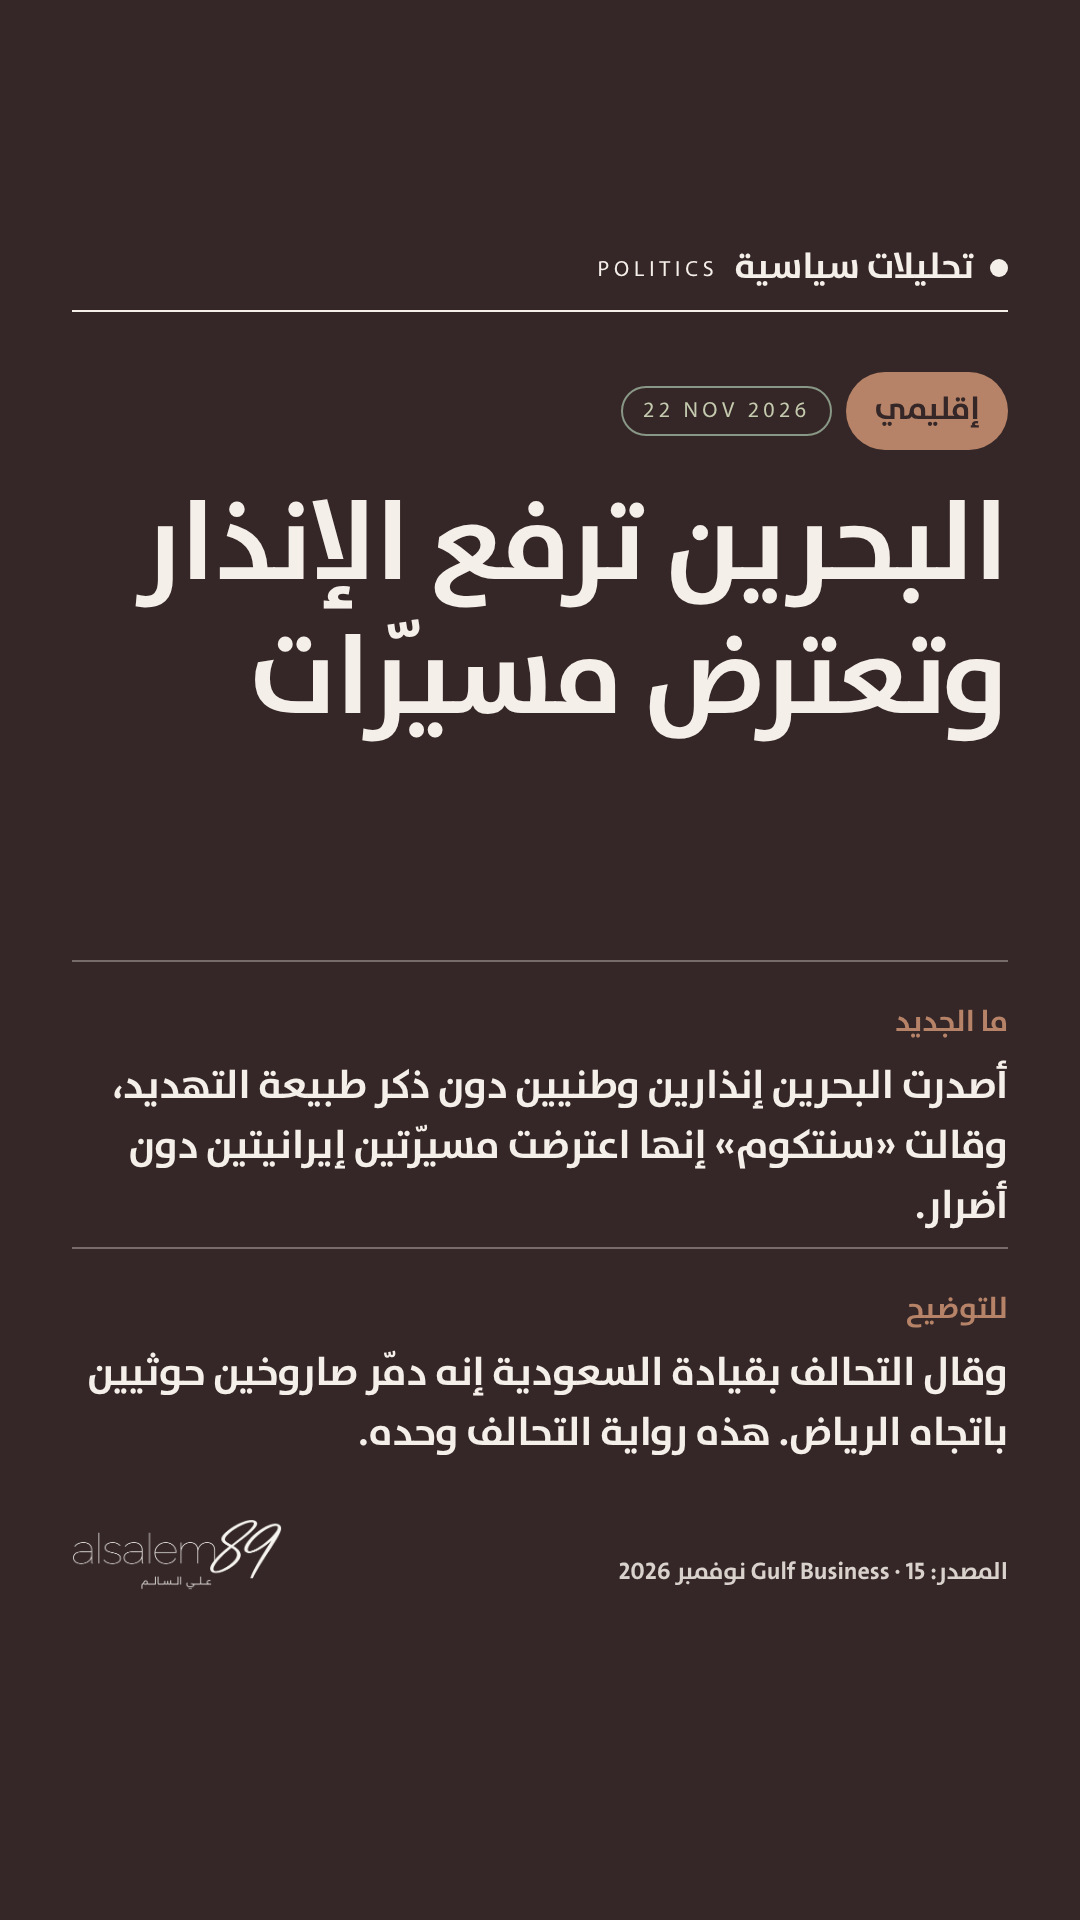 تحليلات سياسية POLITICS
إقليمي 22 NOV 2026
البحرين ترفع الإنذار
وتعترض مسيّرات
ما الجديد
أصدرت البحرين إنذارين وطنيين دون ذكر طبيعة التهديد،
وقالت «سنتكوم» إنها اعترضت مسيّرتين إيرانيتين دون
أضرار.
للتوضيح
وقال التحالف بقيادة السعودية إنه دمّر صاروخين حوثيين
باتجاه الرياض. هذه رواية التحالف وحده.
المصدر: Gulf Business · 15 نوفمبر 2026
alsalem89
علي السالم